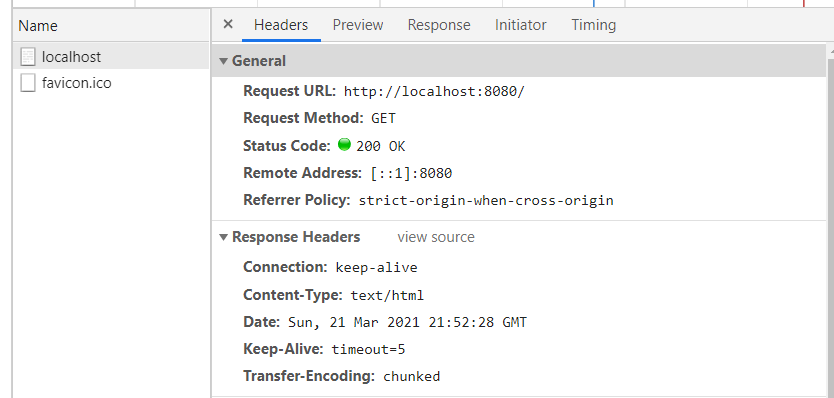 Name
localhost
favicon.ico
× Headers Preview Response Initiator Timing
▼ General
Request URL: http://localhost:8080/
Request Method: GET
Status Code: 200 OK
Remote Address: [::1]:8080
Referrer Policy: strict-origin-when-cross-origin
▼ Response Headers view source
Connection: keep-alive
Content-Type: text/html
Date: Sun, 21 Mar 2021 21:52:28 GMT
Keep-Alive: timeout=5
Transfer-Encoding: chunked